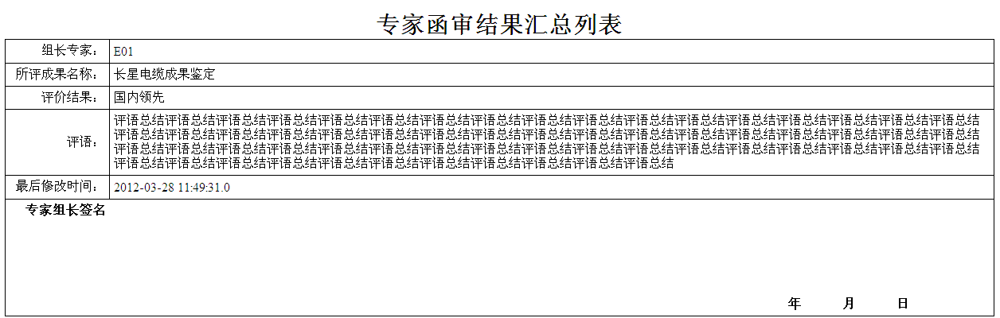 专家函审结果汇总列表
组长专家： E01
所评成果名称： 长星电缆成果鉴定
评价结果： 国内领先
评语总结评语总结评语总结评语总结评语总结评语总结评语总结评语总结评语总结评语总结评语总结评语总结评语总结评语总结评语总结评语总结评语总结
评语总结评语总结评语总结评语总结评语总结评语总结评语总结评语总结评语总结评语总结评语总结评语总结评语总结评语总结评语总结评语总结评语总结
评语： 评语总结评语总结评语总结评语总结评语总结评语总结评语总结评语总结评语总结评语总结评语总结评语总结评语总结评语总结评语总结评语总结评语总结
评语总结评语总结评语总结评语总结评语总结评语总结评语总结评语总结评语总结评语总结评语总结
最后修改时间： 2012-03-28 11:49:31.0
专家组长签名
年 月 日